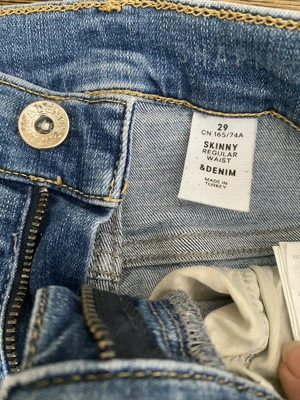 29
CN 165/74A
SKINNY
REGULAR
WAIST
&DENIM
MADE IN
TURKEY